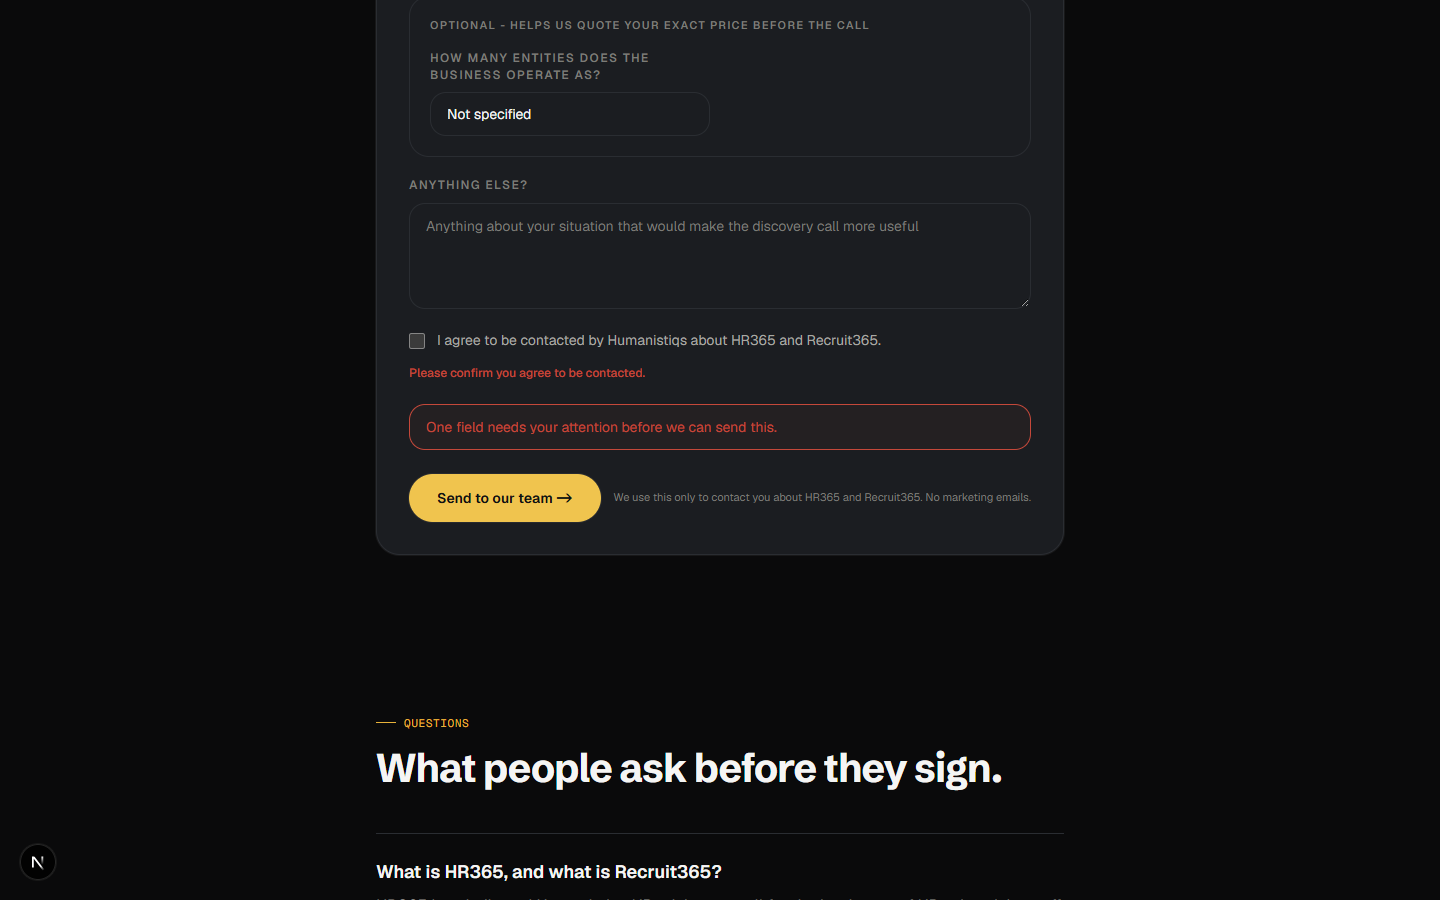 OPTIONAL - HELPS US QUOTE YOUR EXACT PRICE BEFORE THE CALL
HOW MANY ENTITIES DOES THE
BUSINESS OPERATE AS?
Not specified
ANYTHING ELSE?
Anything about your situation that would make the discovery call more useful
I agree to be contacted by Humanistiqs about HR365 and Recruit365.
Please confirm you agree to be contacted.
One field needs your attention before we can send this.
Send to our team →
We use this only to contact you about HR365 and Recruit365. No marketing emails.
QUESTIONS
What people ask before they sign.
What is HR365, and what is Recruit365?
N